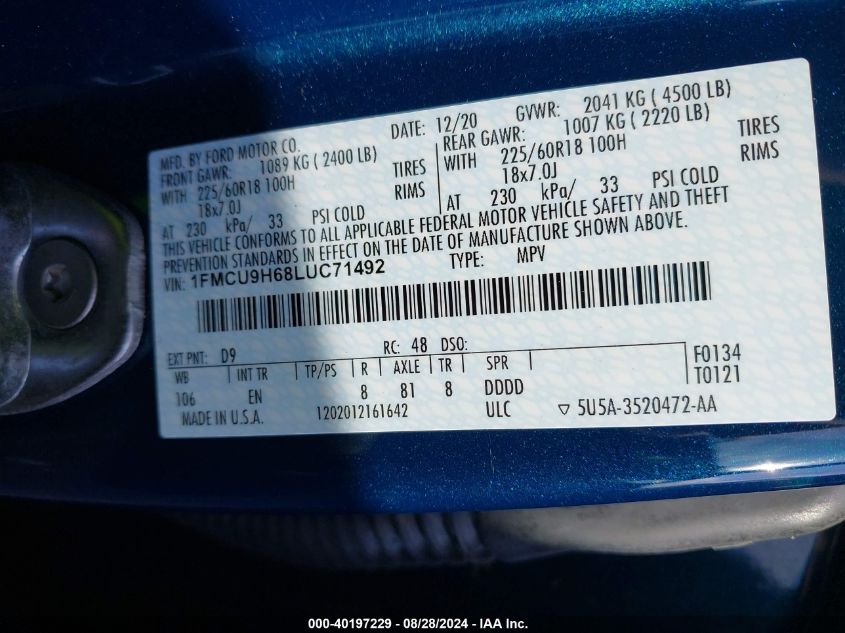 MFD. BY FORD MOTOR CO. DATE: 12/20 GVWR: 2041 KG ( 4500 LB)
FRONT GAWR: 1089 KG ( 2400 LB) REAR GAWR: 1007 KG ( 2220 LB)
WITH 225/60R18 100H TIRES WITH 225/60R18 100H TIRES
18x7.0J RIMS 18x7.0J RIMS
AT 230 kPa/ 33 PSI COLD AT 230 kPa/ 33 PSI COLD
THIS VEHICLE CONFORMS TO ALL APPLICABLE FEDERAL MOTOR VEHICLE SAFETY AND THEFT
PREVENTION STANDARDS IN EFFECT ON THE DATE OF MANUFACTURE SHOWN ABOVE.
VIN: 1FMCU9H68LUC71492 TYPE: MPV
EXT PNT: D9 RC: 48 DSO: F0134
WB INT TR TP/PS R AXLE TR SPR T0121
106 EN 8 81 8 DDDD
MADE IN U.S.A. 1202012161642 ULC ▽ 5U5A-3520472-AA
000-40197229 - 08/28/2024 - IAA Inc.